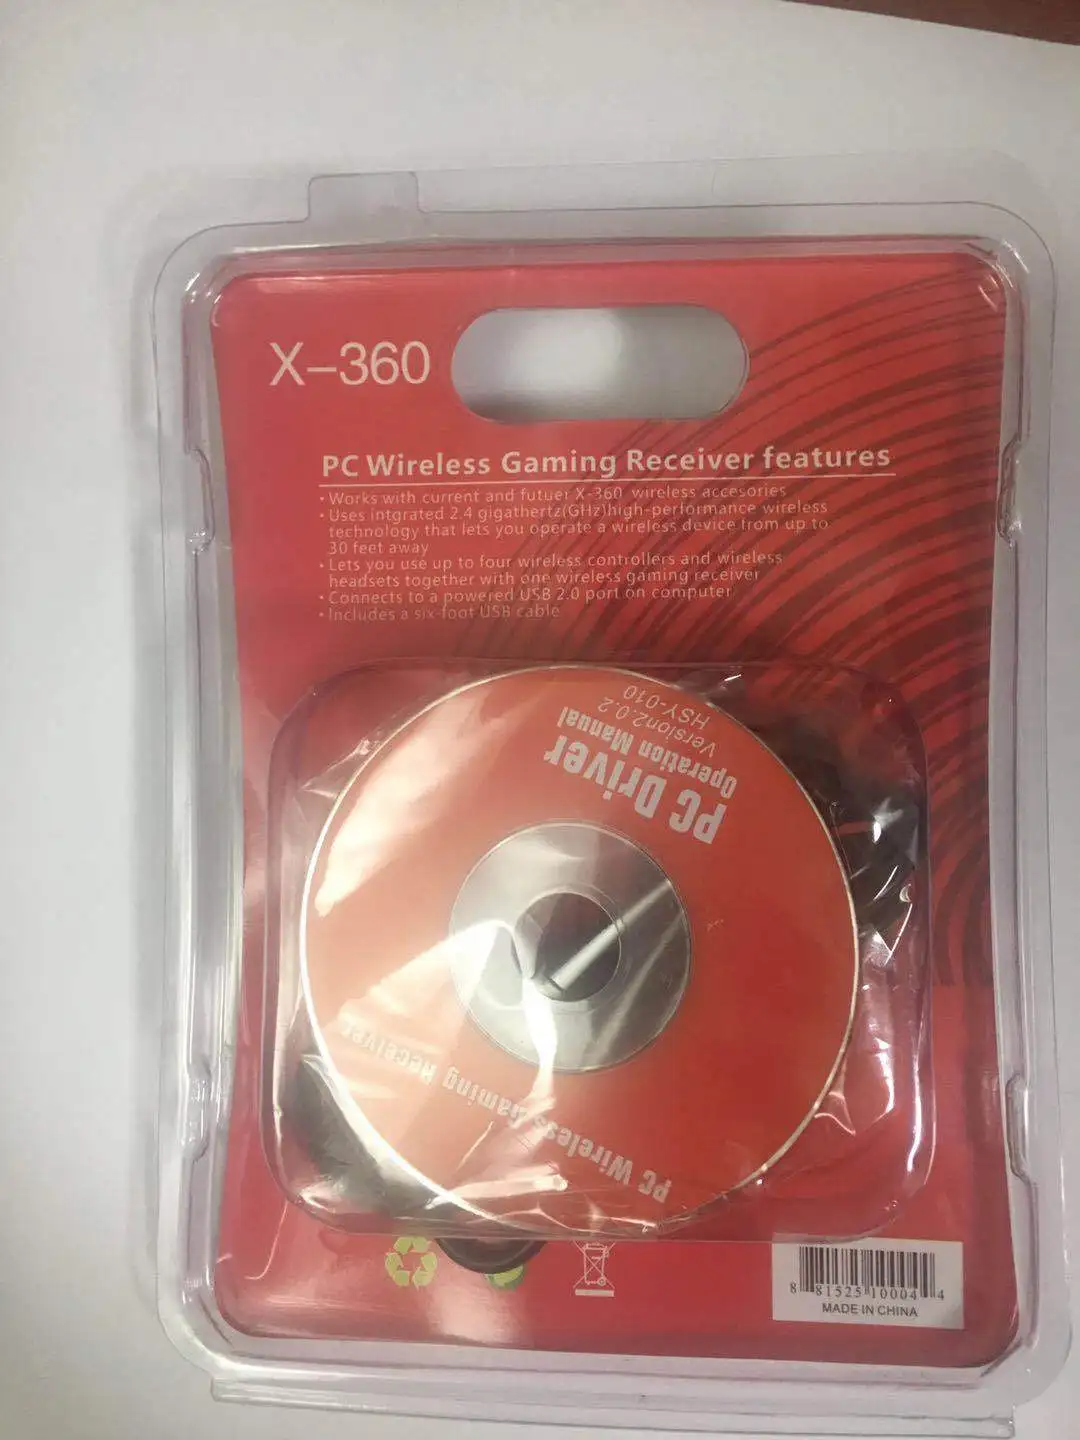 X-360
PC Wireless Gaming Receiver features
• Works with current and futuer X-360 wireless accesories
• Uses intgrated 2.4 gigathertz(GHz)high-performance wireless
technology that lets you operate a wireless device from up to
30 feet away
• Lets you use up to four wireless controllers and wireless
headsets together with one wireless gaming receiver
• Connects to a powered USB 2.0 port on computer
• Includes a six-foot USB cable
PC Driver
Operation Manual
Version2.0.2
HSY-010
PC Wireless Gaming Receiver
8 81525 10004 4
MADE IN CHINA